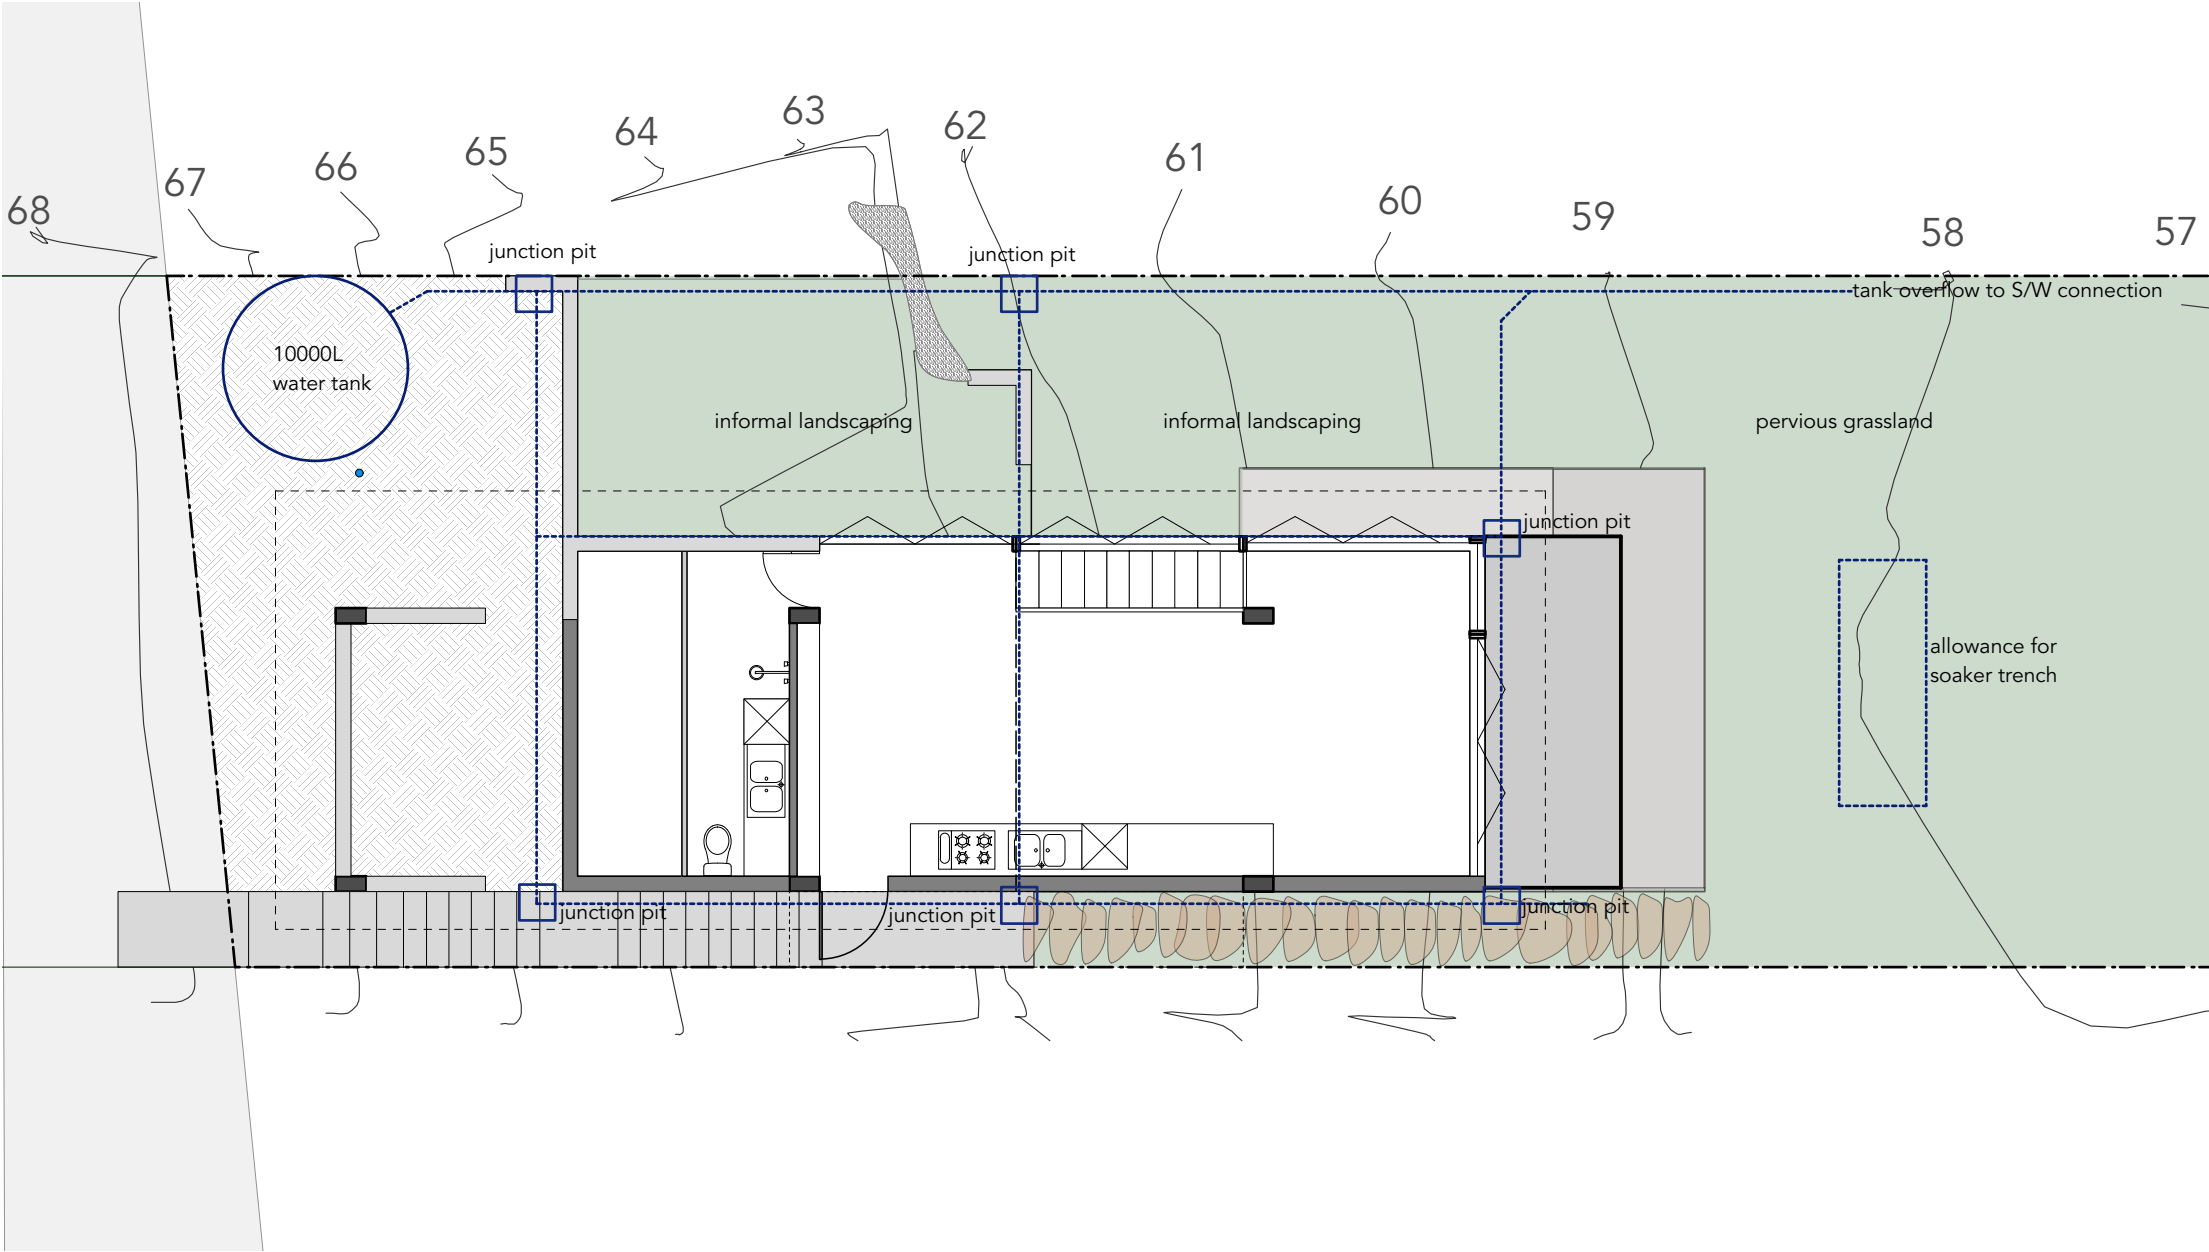 63
62
64
65
61
66
67
60
68
59
58
57
junction pit
junction pit
tank overflow to S/W connection
10000L
water tank
informal landscaping
informal landscaping
pervious grassland
junction pit
allowance for
soaker trench
junction pit
junction pit
junction pit